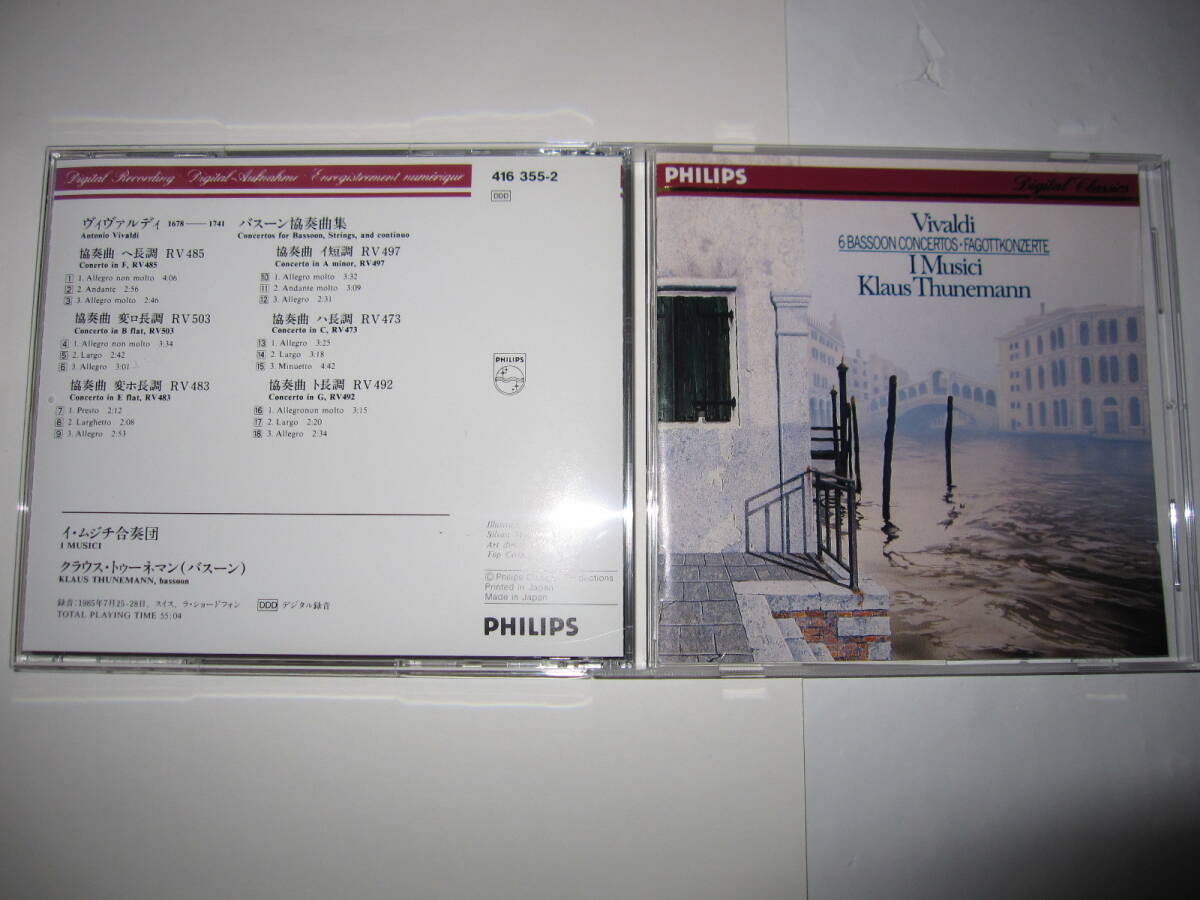 Digital Recording · Digital-Aufnahme · Enregistrement numérique
416 355-2
DDD
ヴィヴァルディ 1678——1741 バスーン協奏曲集
Antonio Vivaldi Concertos for Bassoon, Strings, and continuo
協奏曲 ヘ長調 RV485
Conerto in F, RV485
1 1. Allegro non molto 4:06
2 2. Andante 2:56
3 3. Allegro molto 2:46
協奏曲 変ロ長調 RV503
Concerto in B flat, RV503
4 1. Allegro non molto 3:34
5 2. Largo 2:42
6 3. Allegro 3:01
協奏曲 変ホ長調 RV483
Concerto in E flat, RV483
7 1. Presto 2:12
8 2. Larghetto 2:08
9 3. Allegro 2:53
協奏曲 イ短調 RV497
Concerto in A minor, RV497
10 1. Allegro molto 3:32
11 2. Andante molto 3:09
12 3. Allegro 2:31
協奏曲 ハ長調 RV473
Concerto in C, RV473
13 1. Allegro 3:25
14 2. Largo 3:18
15 3. Minuetto 4:42
協奏曲 ト長調 RV492
Concerto in G, RV492
16 1. Allegronon molto 3:15
17 2. Largo 2:20
18 3. Allegro 2:34
PHILIPS
イ・ムジチ合奏団
I MUSICI
クラウス・トゥーネマン(バスーン)
KLAUS THUNEMANN, bassoon
録音:1985年7月25-28日, スイス, ラ・ショードフォン DDD デジタル録音
TOTAL PLAYING TIME 55:04
Art
Top
© Philips
Printed in Japan
Made in Japan
PHILIPS
PHILIPS
Digital Classics
Vivaldi
6 BASSOON CONCERTOS · FAGOTTKONZERTE
I Musici
Klaus Thunemann